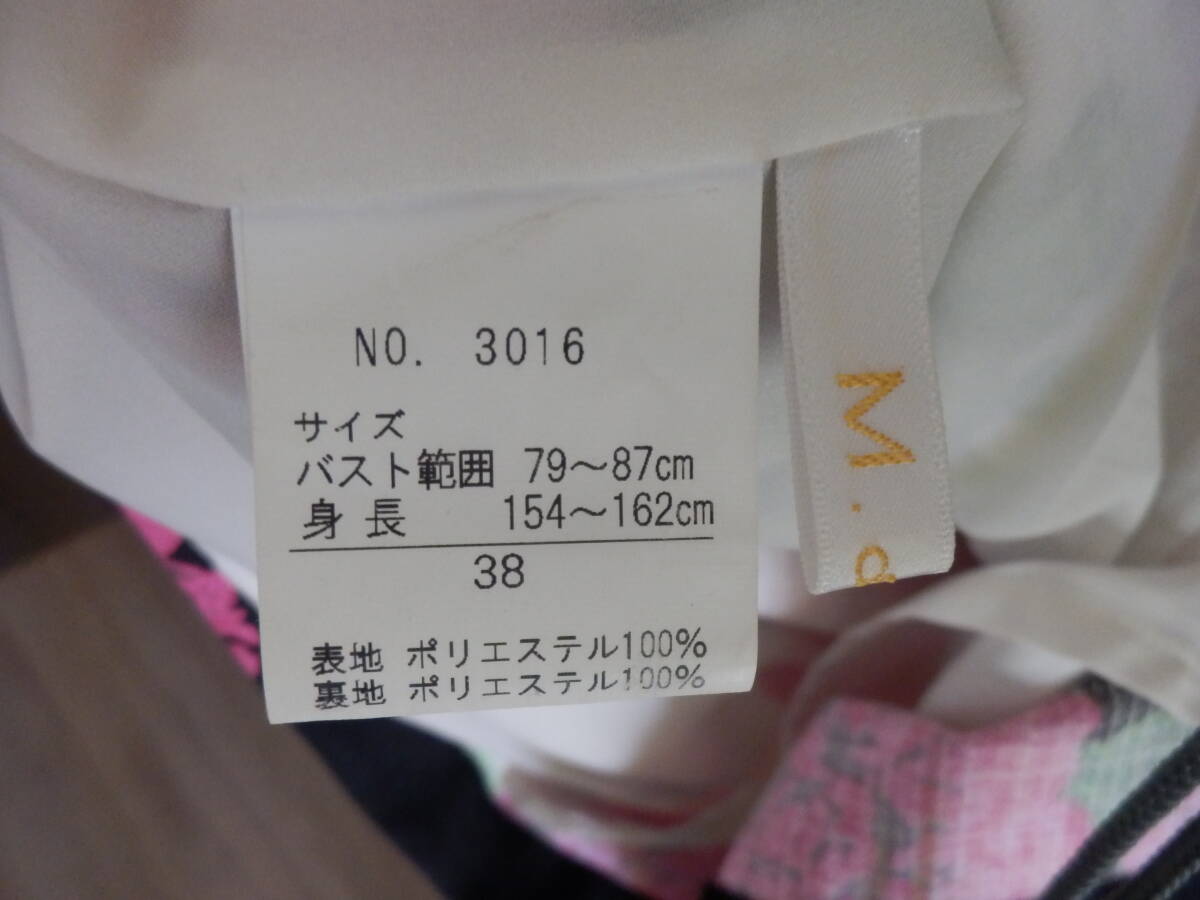 NO. 3016
サイズ
バスト範囲 79～87cm
身長 154～162cm
38
表地 ポリエステル100%
裏地 ポリエステル100%
M.d